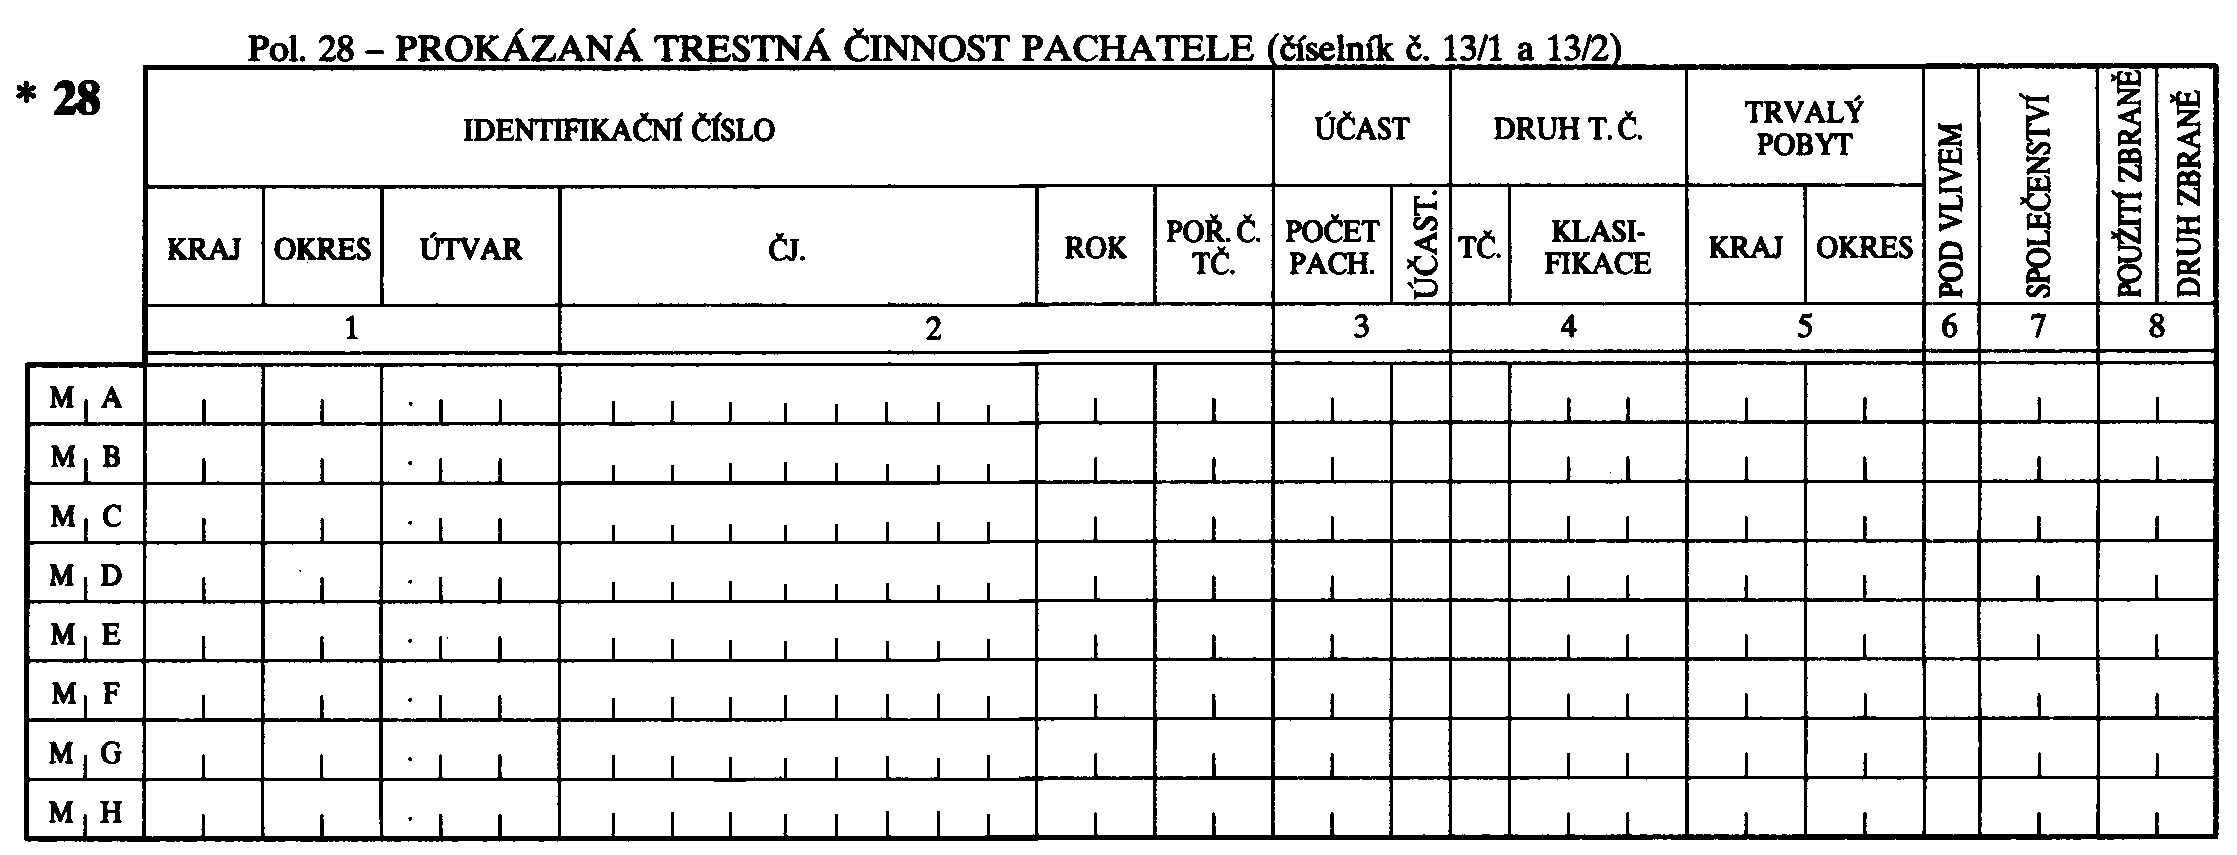 Pol. 28 – PROKÁZANÁ TRESTNÁ ČINNOST PACHATELE (číselník č. 13/1 a 13/2)
* 28
IDENTIFIKAČNÍ ČÍSLO
ÚČAST
DRUH T. Č.
TRVALÝ
POBYT
POD VLIVEM
SPOLEČENSTVÍ
POUŽITÍ ZBRANĚ
DRUH ZBRANĚ
KRAJ
OKRES
ÚTVAR
ČJ.
ROK
POŘ. Č.
TČ.
POČET
PACH.
ÚČAST.
TČ.
KLASI-
FIKACE
KRAJ
OKRES
1 2 3 4 5 6 7 8
M A
M B
M C
M D
M E
M F
M G
M H